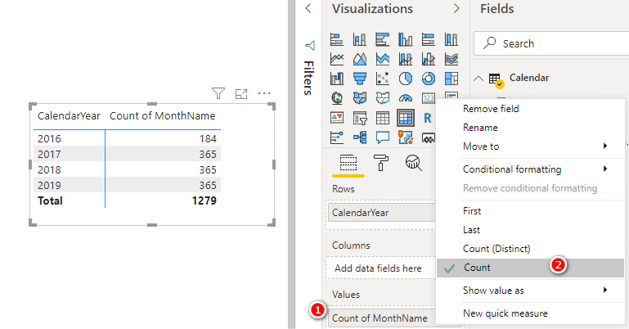 Visualizations
Fields
Filters
Search
Calendar
CalendarYear Count of MonthName
2016 184
2017 365
2018 365
2019 365
Total 1279
R
Rows
CalendarYear
Columns
Add data fields here
Values
1
Count of MonthName
Remove field
Rename
Move to
Conditional formatting
Remove conditional formatting
First
Last
Count (Distinct)
Count
2
Show value as
New quick measure